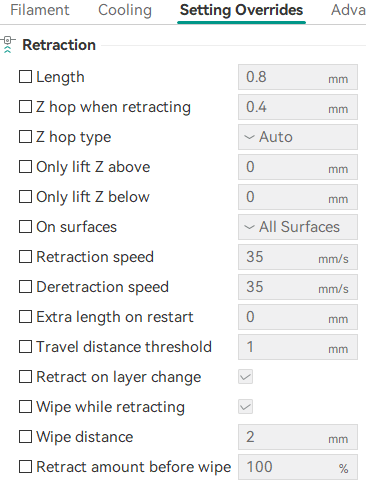 Filament Cooling Setting Overrides Adva
Retraction
Length 0.8 mm
Z hop when retracting 0.4 mm
Z hop type Auto
Only lift Z above 0 mm
Only lift Z below 0 mm
On surfaces All Surfaces
Retraction speed 35 mm/s
Deretraction speed 35 mm/s
Extra length on restart 0 mm
Travel distance threshold 1 mm
Retract on layer change
Wipe while retracting
Wipe distance 2 mm
Retract amount before wipe 100 %